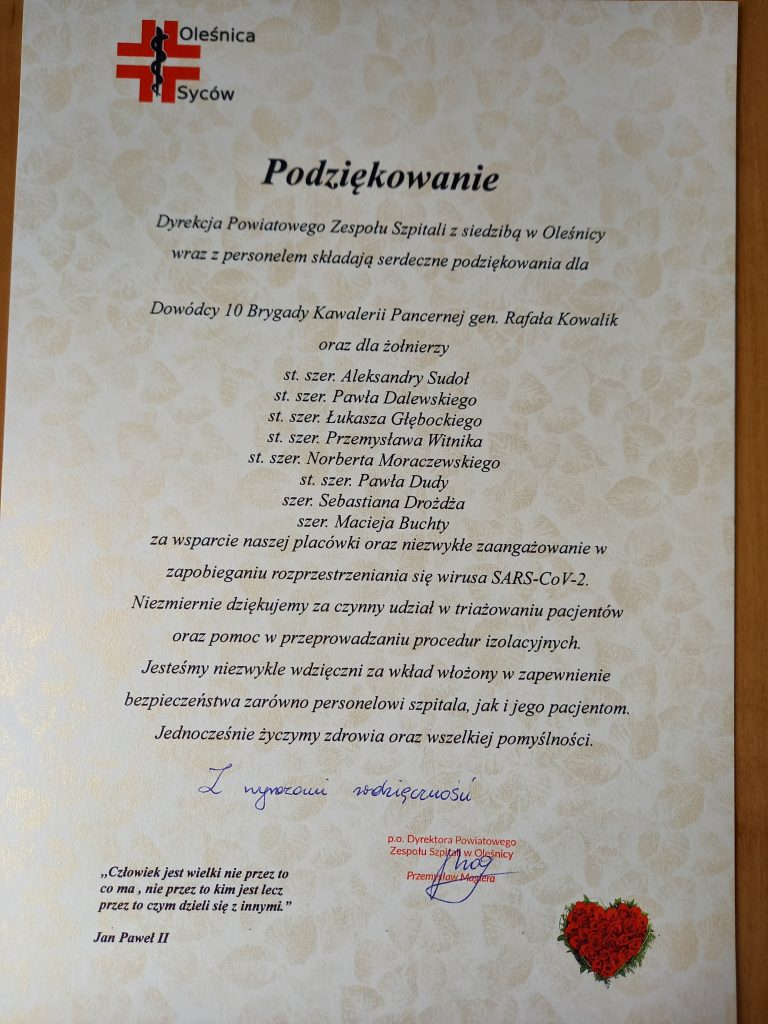 Oleśnica
Syców
Podziękowanie
Dyrekcja Powiatowego Zespołu Szpitali z siedzibą w Oleśnicy
wraz z personelem składają serdeczne podziękowania dla
Dowódcy 10 Brygady Kawalerii Pancernej gen. Rafała Kowalik
oraz dla żołnierzy
st. szer. Aleksandry Sudoł
st. szer. Pawła Dalewskiego
st. szer. Łukasza Głębockiego
st. szer. Przemysława Witnika
st. szer. Norberta Moraczewskiego
st. szer. Pawła Dudy
szer. Sebastiana Drożdża
szer. Macieja Buchty
za wsparcie naszej placówki oraz niezwykłe zaangażowanie w
zapobieganiu rozprzestrzeniania się wirusa SARS-CoV-2.
Niezmiernie dziękujemy za czynny udział w triażowaniu pacjentów
oraz pomoc w przeprowadzaniu procedur izolacyjnych.
Jesteśmy niezwykle wdzięczni za wkład włożony w zapewnienie
bezpieczeństwa zarówno personelowi szpitala, jak i jego pacjentom.
Jednocześnie życzymy zdrowia oraz wszelkiej pomyślności.
Z wyrazami wdzięczności
p.o. Dyrektora Powiatowego
Zespołu Szpitali w Oleśnicy
Przemysław Magiera
„Człowiek jest wielki nie przez to
co ma , nie przez to kim jest lecz
przez to czym dzieli się z innymi.”
Jan Paweł II